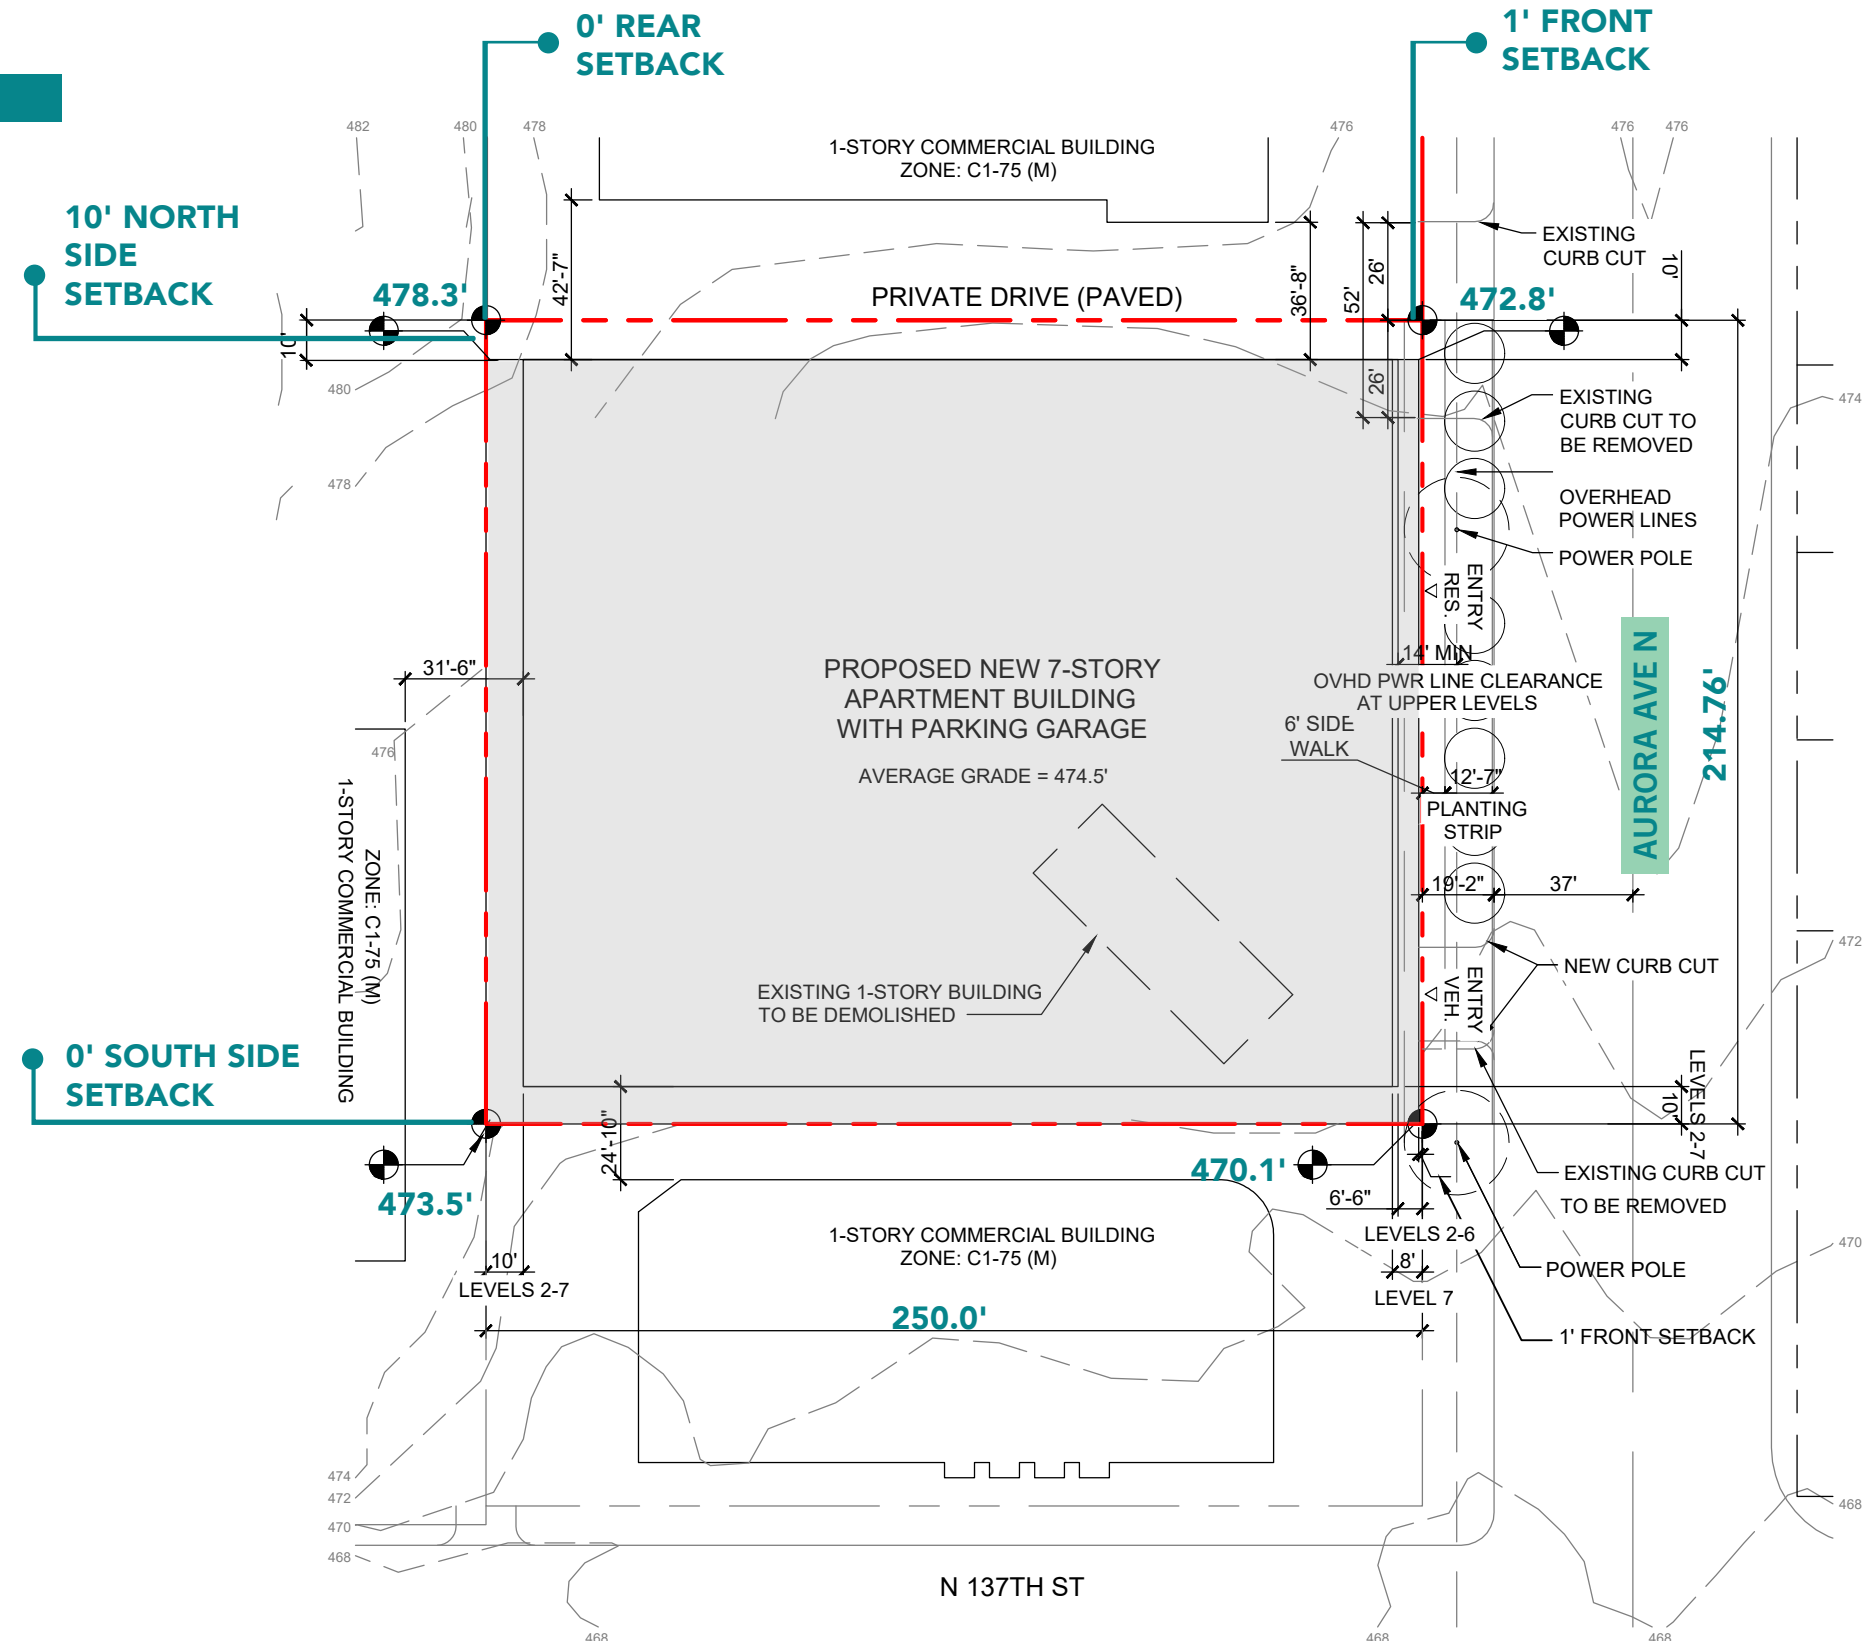 0' REAR
SETBACK
1' FRONT
SETBACK
482
480
478
476
476
476
1-STORY COMMERCIAL BUILDING
ZONE: C1-75 (M)
10' NORTH
SIDE
SETBACK
EXISTING
CURB CUT
10'
42'-7"
36'-8"
52'
26'
478.3'
PRIVATE DRIVE (PAVED)
472.8'
10'
26'
480
EXISTING
CURB CUT TO
BE REMOVED
474
478
OVERHEAD
POWER LINES
POWER POLE
ENTRY
RES.
31'-6"
PROPOSED NEW 7-STORY
APARTMENT BUILDING
WITH PARKING GARAGE
AVERAGE GRADE = 474.5'
14' MIN
OVHD PWR LINE CLEARANCE
AT UPPER LEVELS
6' SIDE
WALK
AURORA AVE N
214.76'
476
12'-7"
PLANTING
STRIP
1-STORY COMMERCIAL BUILDING
ZONE: C1-75 (M)
19'-2"
37'
472
EXISTING 1-STORY BUILDING
TO BE DEMOLISHED
ENTRY
VEH.
NEW CURB CUT
0' SOUTH SIDE
SETBACK
LEVELS 2-7
10'
24'-10"
473.5'
470.1'
EXISTING CURB CUT
TO BE REMOVED
6'-6"
LEVELS 2-6
1-STORY COMMERCIAL BUILDING
ZONE: C1-75 (M)
470
10'
LEVELS 2-7
8'
LEVEL 7
POWER POLE
250.0'
1' FRONT SETBACK
474
472
470
468
468
N 137TH ST
468
468
468